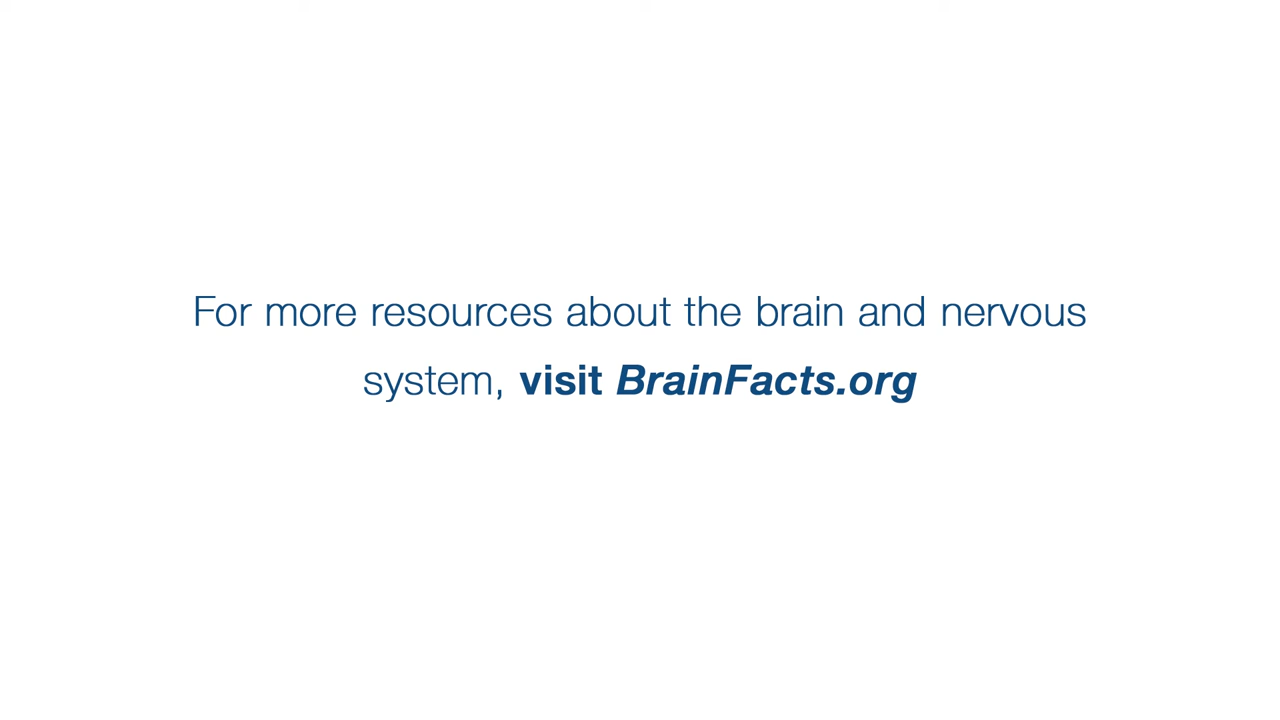 For more resources about the brain and nervous
system, visit BrainFacts.org